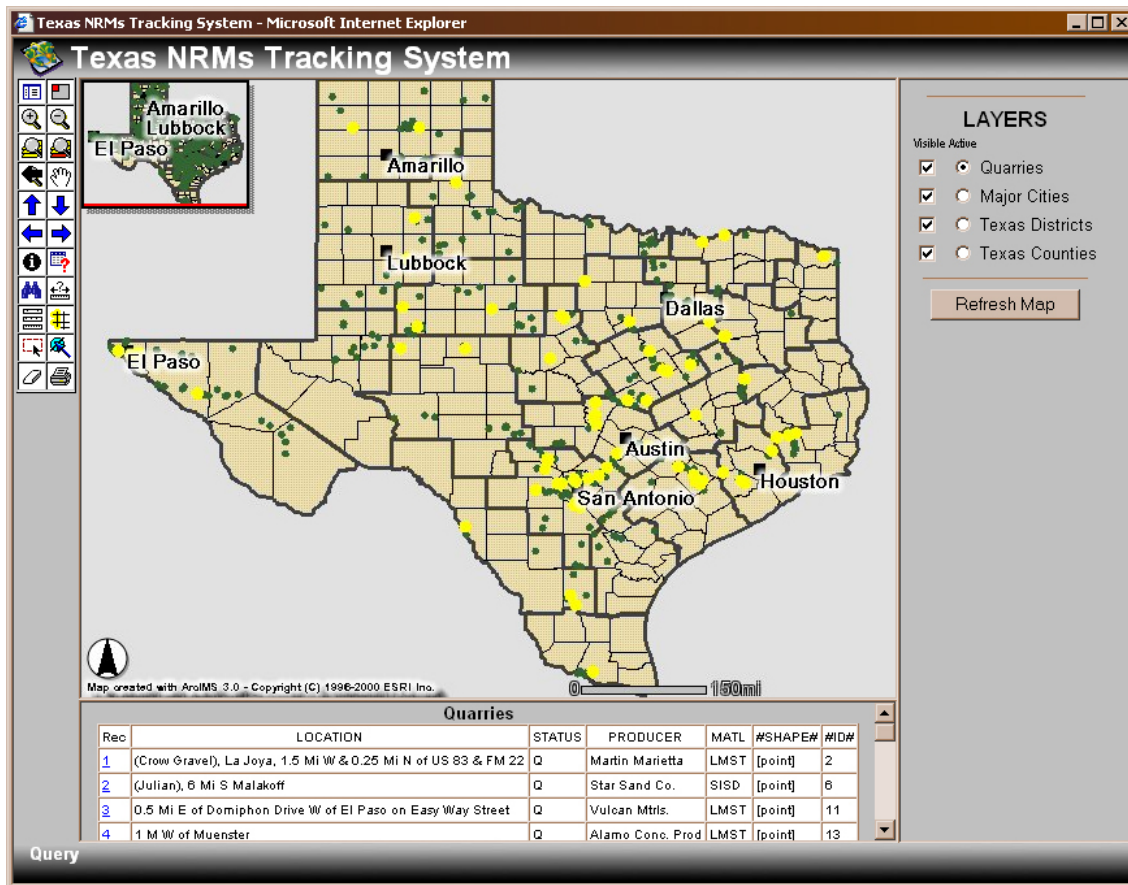 Texas NRMs Tracking System - Microsoft Internet Explorer
Texas NRMs Tracking System
Amarillo
Lubbock
El Paso
Amarillo
Lubbock
Dallas
El Paso
Austin
Houston
San Antonio
Map created with ArcIMS 3.0 - Copyright (C) 1996-2000 ESRI Inc.
0 150mi
LAYERS
Visible Active
Quarries
Major Cities
Texas Districts
Texas Counties
Refresh Map
Quarries
Rec LOCATION STATUS PRODUCER MATL #SHAPE# #ID#
1 (Crow Gravel), La Joya, 1.5 Mi W & 0.25 Mi N of US 83 & FM 22 Q Martin Marietta LMST [point] 2
2 (Julian), 6 Mi S Malakoff Q Star Sand Co. SISD [point] 6
3 0.5 Mi E of Domiphon Drive W of El Paso on Easy Way Street Q Vulcan Mtrls. LMST [point] 11
4 1 M W of Muenster Q Alamo Conc. Prod LMST [point] 13
Query